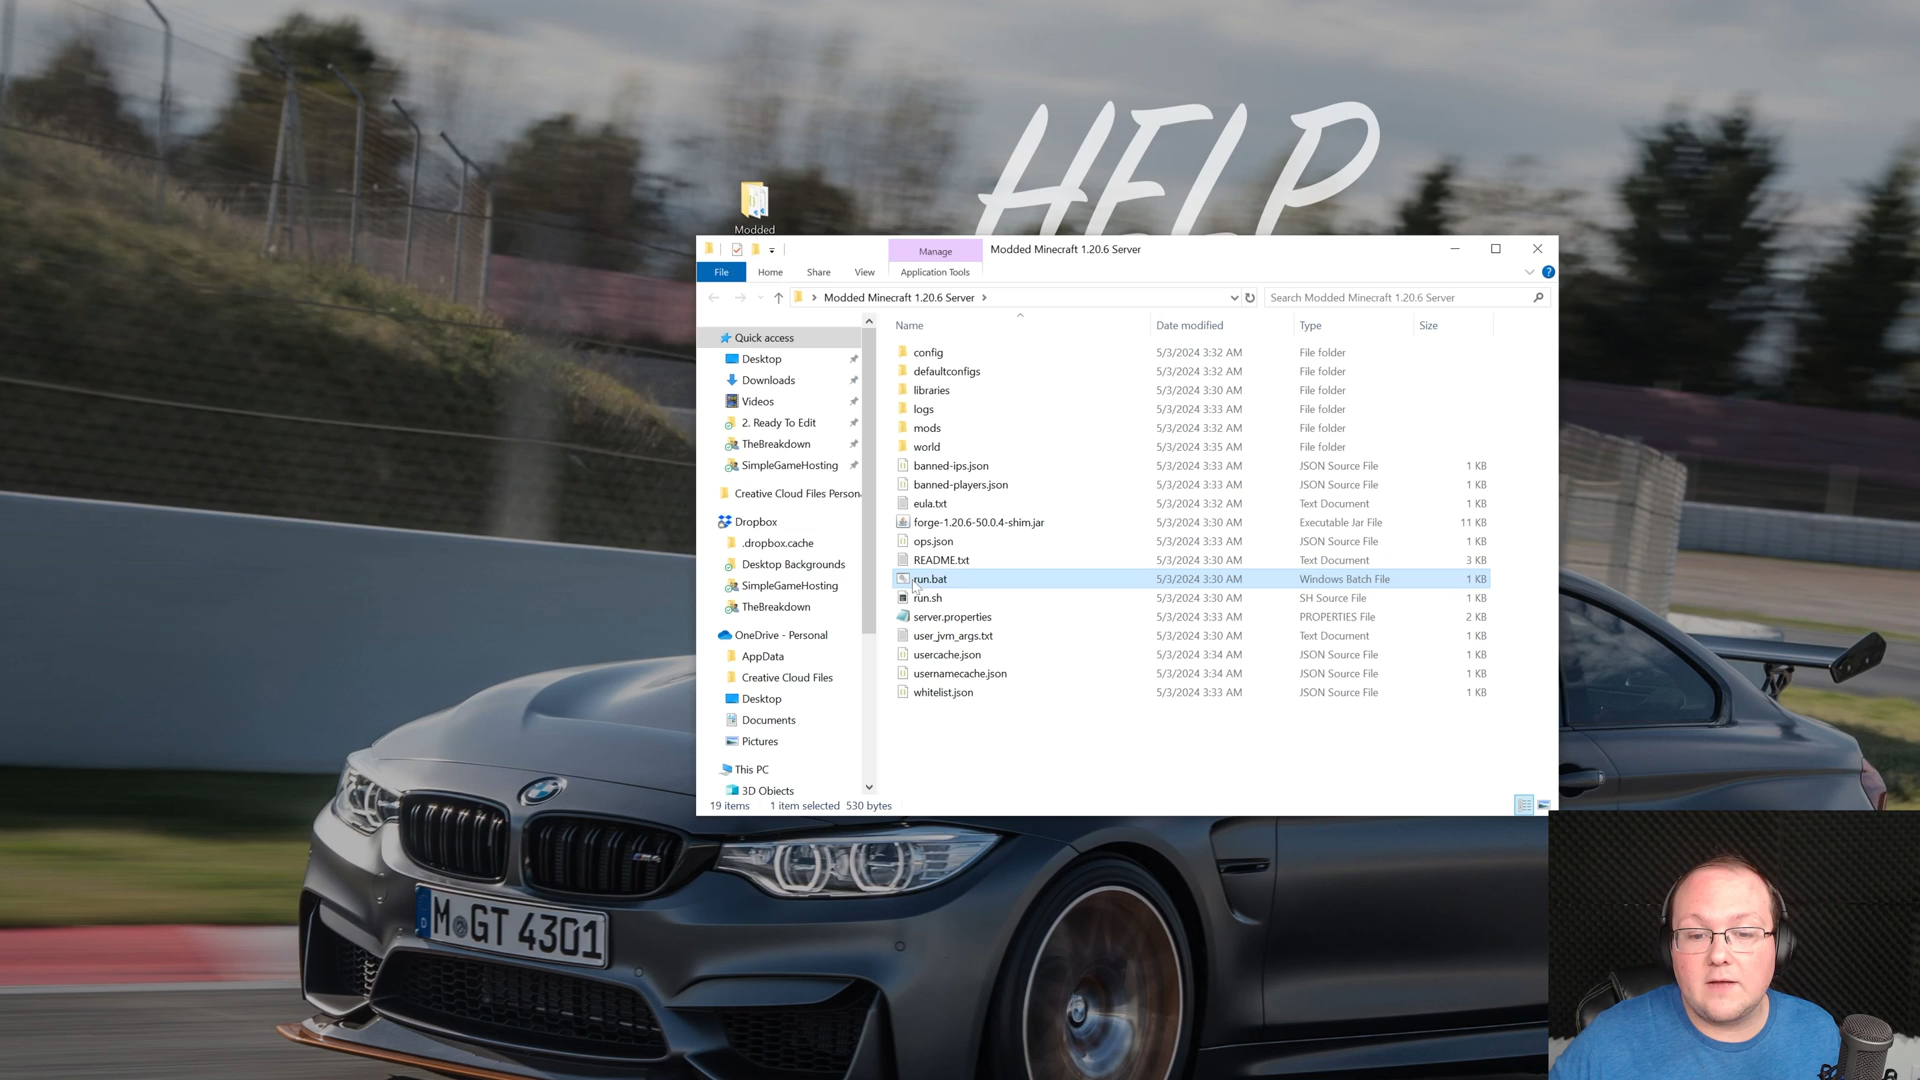 HELP
Modded
Manage
Modded Minecraft 1.20.6 Server
File
Home
Share
View
Application Tools
Modded Minecraft 1.20.6 Server
Search Modded Minecraft 1.20.6 Server
Name
Date modified
Type
Size
Quick access
Desktop
Downloads
Videos
2. Ready To Edit
TheBreakdown
SimpleGameHosting
Creative Cloud Files Person
Dropbox
.dropbox.cache
Desktop Backgrounds
SimpleGameHosting
TheBreakdown
OneDrive - Personal
AppData
Creative Cloud Files
Desktop
Documents
Pictures
This PC
3D Objects
config 5/3/2024 3:32 AM File folder
defaultconfigs 5/3/2024 3:32 AM File folder
libraries 5/3/2024 3:30 AM File folder
logs 5/3/2024 3:33 AM File folder
mods 5/3/2024 3:32 AM File folder
world 5/3/2024 3:35 AM File folder
banned-ips.json 5/3/2024 3:33 AM JSON Source File 1 KB
banned-players.json 5/3/2024 3:33 AM JSON Source File 1 KB
eula.txt 5/3/2024 3:32 AM Text Document 1 KB
forge-1.20.6-50.0.4-shim.jar 5/3/2024 3:30 AM Executable Jar File 11 KB
ops.json 5/3/2024 3:33 AM JSON Source File 1 KB
README.txt 5/3/2024 3:30 AM Text Document 3 KB
run.bat 5/3/2024 3:30 AM Windows Batch File 1 KB
run.sh 5/3/2024 3:30 AM SH Source File 1 KB
server.properties 5/3/2024 3:33 AM PROPERTIES File 2 KB
user_jvm_args.txt 5/3/2024 3:30 AM Text Document 1 KB
usercache.json 5/3/2024 3:34 AM JSON Source File 1 KB
usernamecache.json 5/3/2024 3:34 AM JSON Source File 1 KB
whitelist.json 5/3/2024 3:33 AM JSON Source File 1 KB
19 items 1 item selected 530 bytes
M GT 4301